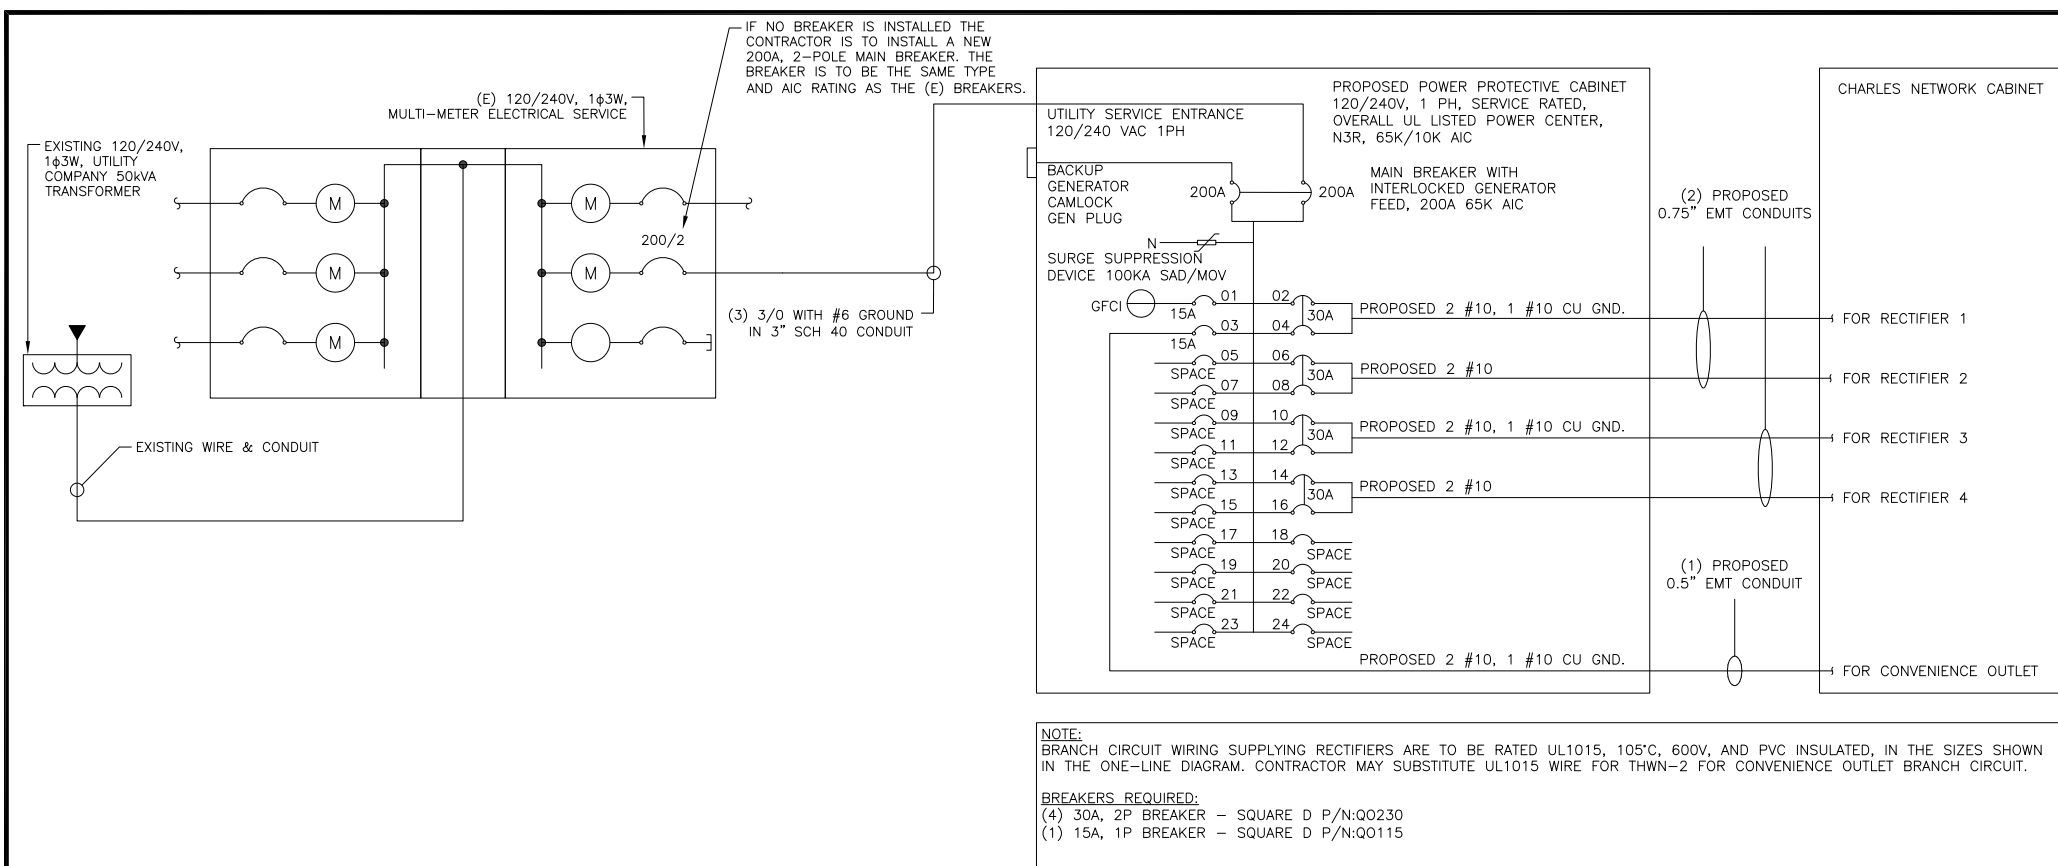 IF NO BREAKER IS INSTALLED THE
CONTRACTOR IS TO INSTALL A NEW
200A, 2-POLE MAIN BREAKER. THE
BREAKER IS TO BE THE SAME TYPE
AND AIC RATING AS THE (E) BREAKERS.
(E) 120/240V, 1ϕ3W,
MULTI-METER ELECTRICAL SERVICE
EXISTING 120/240V,
1ϕ3W, UTILITY
COMPANY 50kVA
TRANSFORMER
M
M
M
M
M
200/2
(3) 3/0 WITH #6 GROUND
IN 3" SCH 40 CONDUIT
EXISTING WIRE & CONDUIT
UTILITY SERVICE ENTRANCE
120/240 VAC 1PH
PROPOSED POWER PROTECTIVE CABINET
120/240V, 1 PH, SERVICE RATED,
OVERALL UL LISTED POWER CENTER,
N3R, 65K/10K AIC
BACKUP
GENERATOR
CAMLOCK
GEN PLUG
200A
200A
MAIN BREAKER WITH
INTERLOCKED GENERATOR
FEED, 200A 65K AIC
N
SURGE SUPPRESSION
DEVICE 100KA SAD/MOV
GFCI
01 02
15A 30A
03 04
15A
05 06
SPACE 30A
07 08
SPACE
09 10
SPACE 30A
11 12
SPACE
13 14
SPACE 30A
15 16
SPACE
17 18
SPACE SPACE
19 20
SPACE SPACE
21 22
SPACE SPACE
23 24
SPACE SPACE
PROPOSED 2 #10, 1 #10 CU GND.
PROPOSED 2 #10
PROPOSED 2 #10, 1 #10 CU GND.
PROPOSED 2 #10
PROPOSED 2 #10, 1 #10 CU GND.
(2) PROPOSED
0.75" EMT CONDUITS
(1) PROPOSED
0.5" EMT CONDUIT
CHARLES NETWORK CABINET
FOR RECTIFIER 1
FOR RECTIFIER 2
FOR RECTIFIER 3
FOR RECTIFIER 4
FOR CONVENIENCE OUTLET
NOTE:
BRANCH CIRCUIT WIRING SUPPLYING RECTIFIERS ARE TO BE RATED UL1015, 105°C, 600V, AND PVC INSULATED, IN THE SIZES SHOWN
IN THE ONE-LINE DIAGRAM. CONTRACTOR MAY SUBSTITUTE UL1015 WIRE FOR THWN-2 FOR CONVENIENCE OUTLET BRANCH CIRCUIT.
BREAKERS REQUIRED:
(4) 30A, 2P BREAKER - SQUARE D P/N:QO230
(1) 15A, 1P BREAKER - SQUARE D P/N:QO115